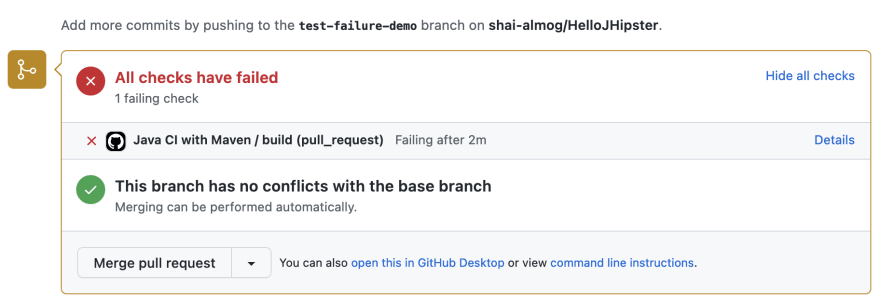 Add more commits by pushing to the test-failure-demo branch on shai-almog/HelloJHipster.
All checks have failed
Hide all checks
1 failing check
Java CI with Maven / build (pull_request) Failing after 2m Details
This branch has no conflicts with the base branch
Merging can be performed automatically.
Merge pull request You can also open this in GitHub Desktop or view command line instructions.